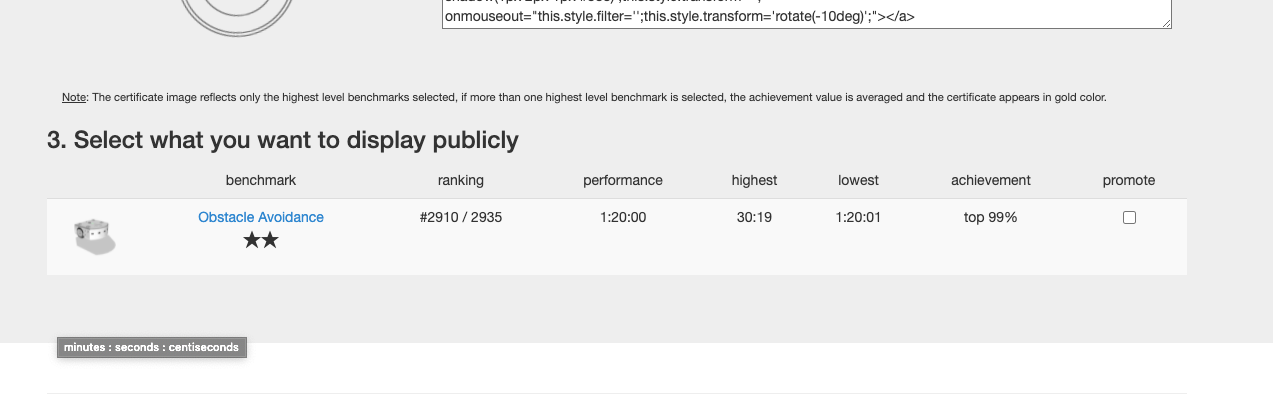 onmouseout="this.style.filter='';this.style.transform='rotate(-10deg)';"></a>
Note: The certificate image reflects only the highest level benchmarks selected, if more than one highest level benchmark is selected, the achievement value is averaged and the certificate appears in gold color.
3. Select what you want to display publicly
benchmark ranking performance highest lowest achievement promote
Obstacle Avoidance #2910 / 2935 1:20:00 30:19 1:20:01 top 99%
★★
minutes : seconds : centiseconds